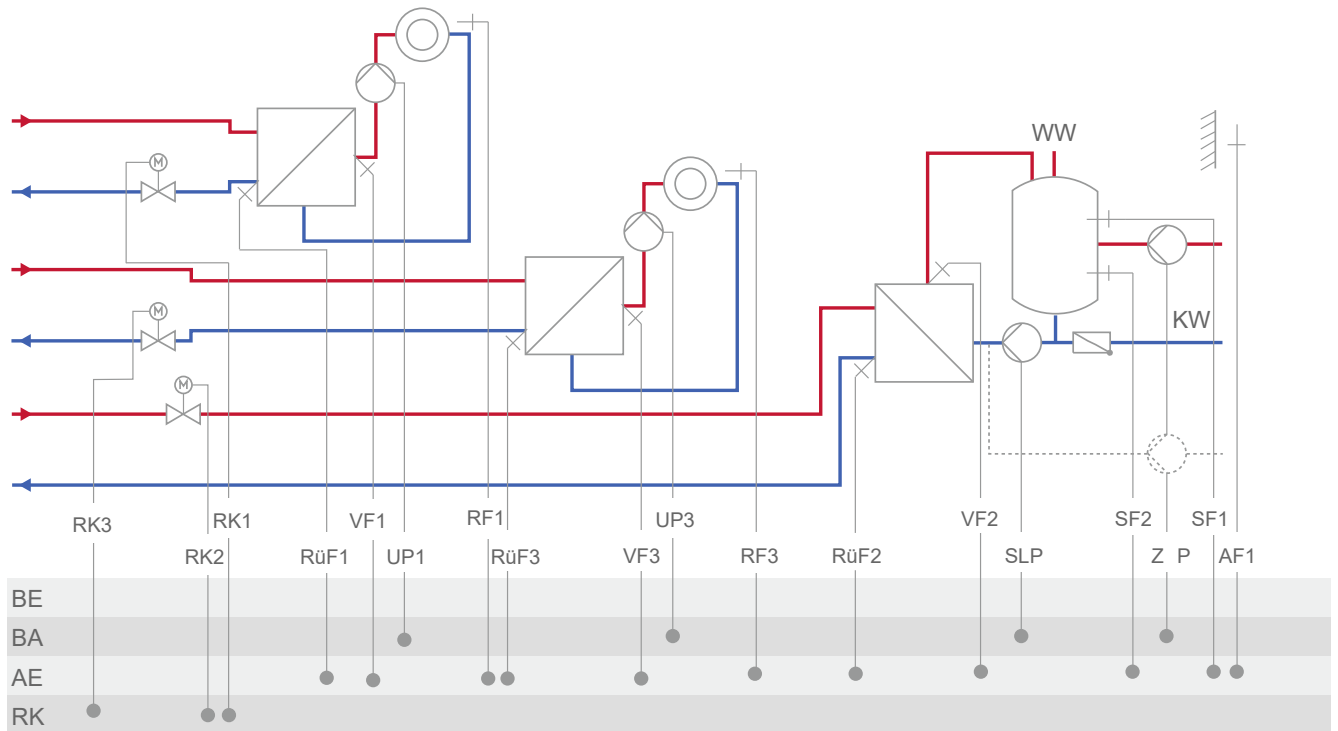 M
WW
M
M
KW
M
RK3
RK1
VF1
RF1
UP3
VF2
SF2
SF1
RK2
RüF1
UP1
RüF3
VF3
RF3
RüF2
SLP
Z P
AF1
BE
BA
AE
RK